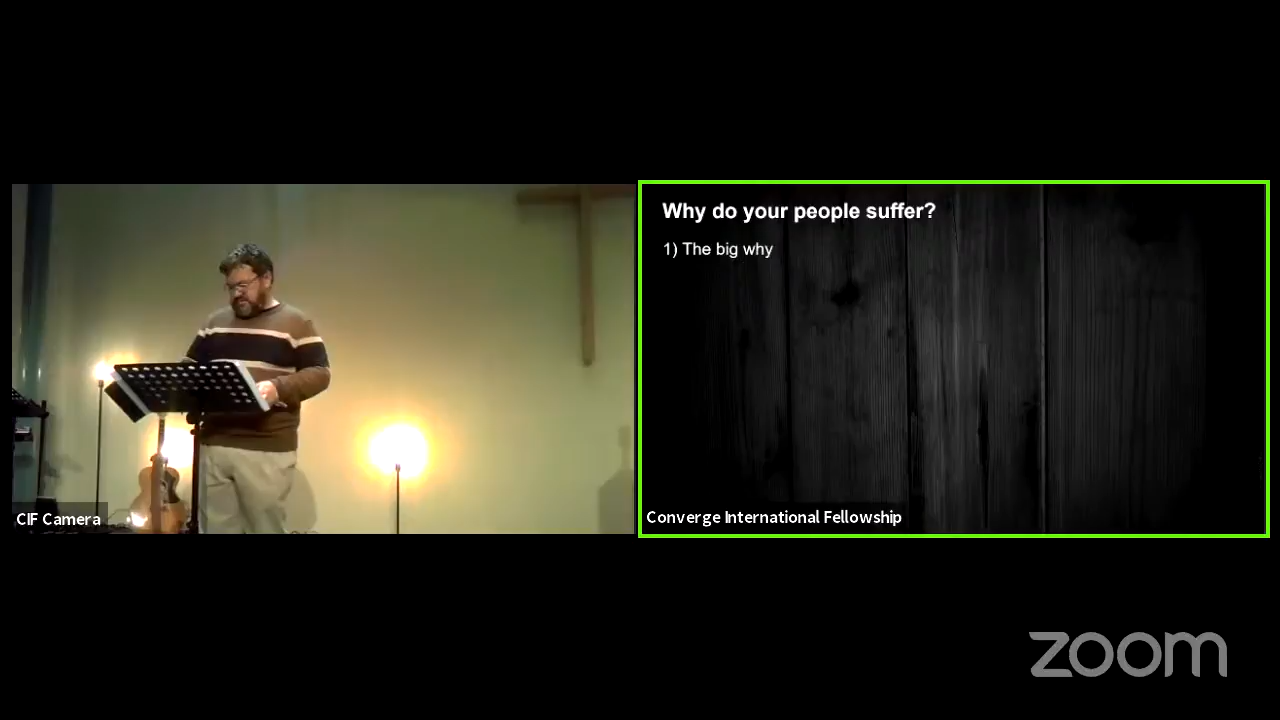 Why do your people suffer?
1) The big why
CIF Camera
Converge International Fellowship
zoom